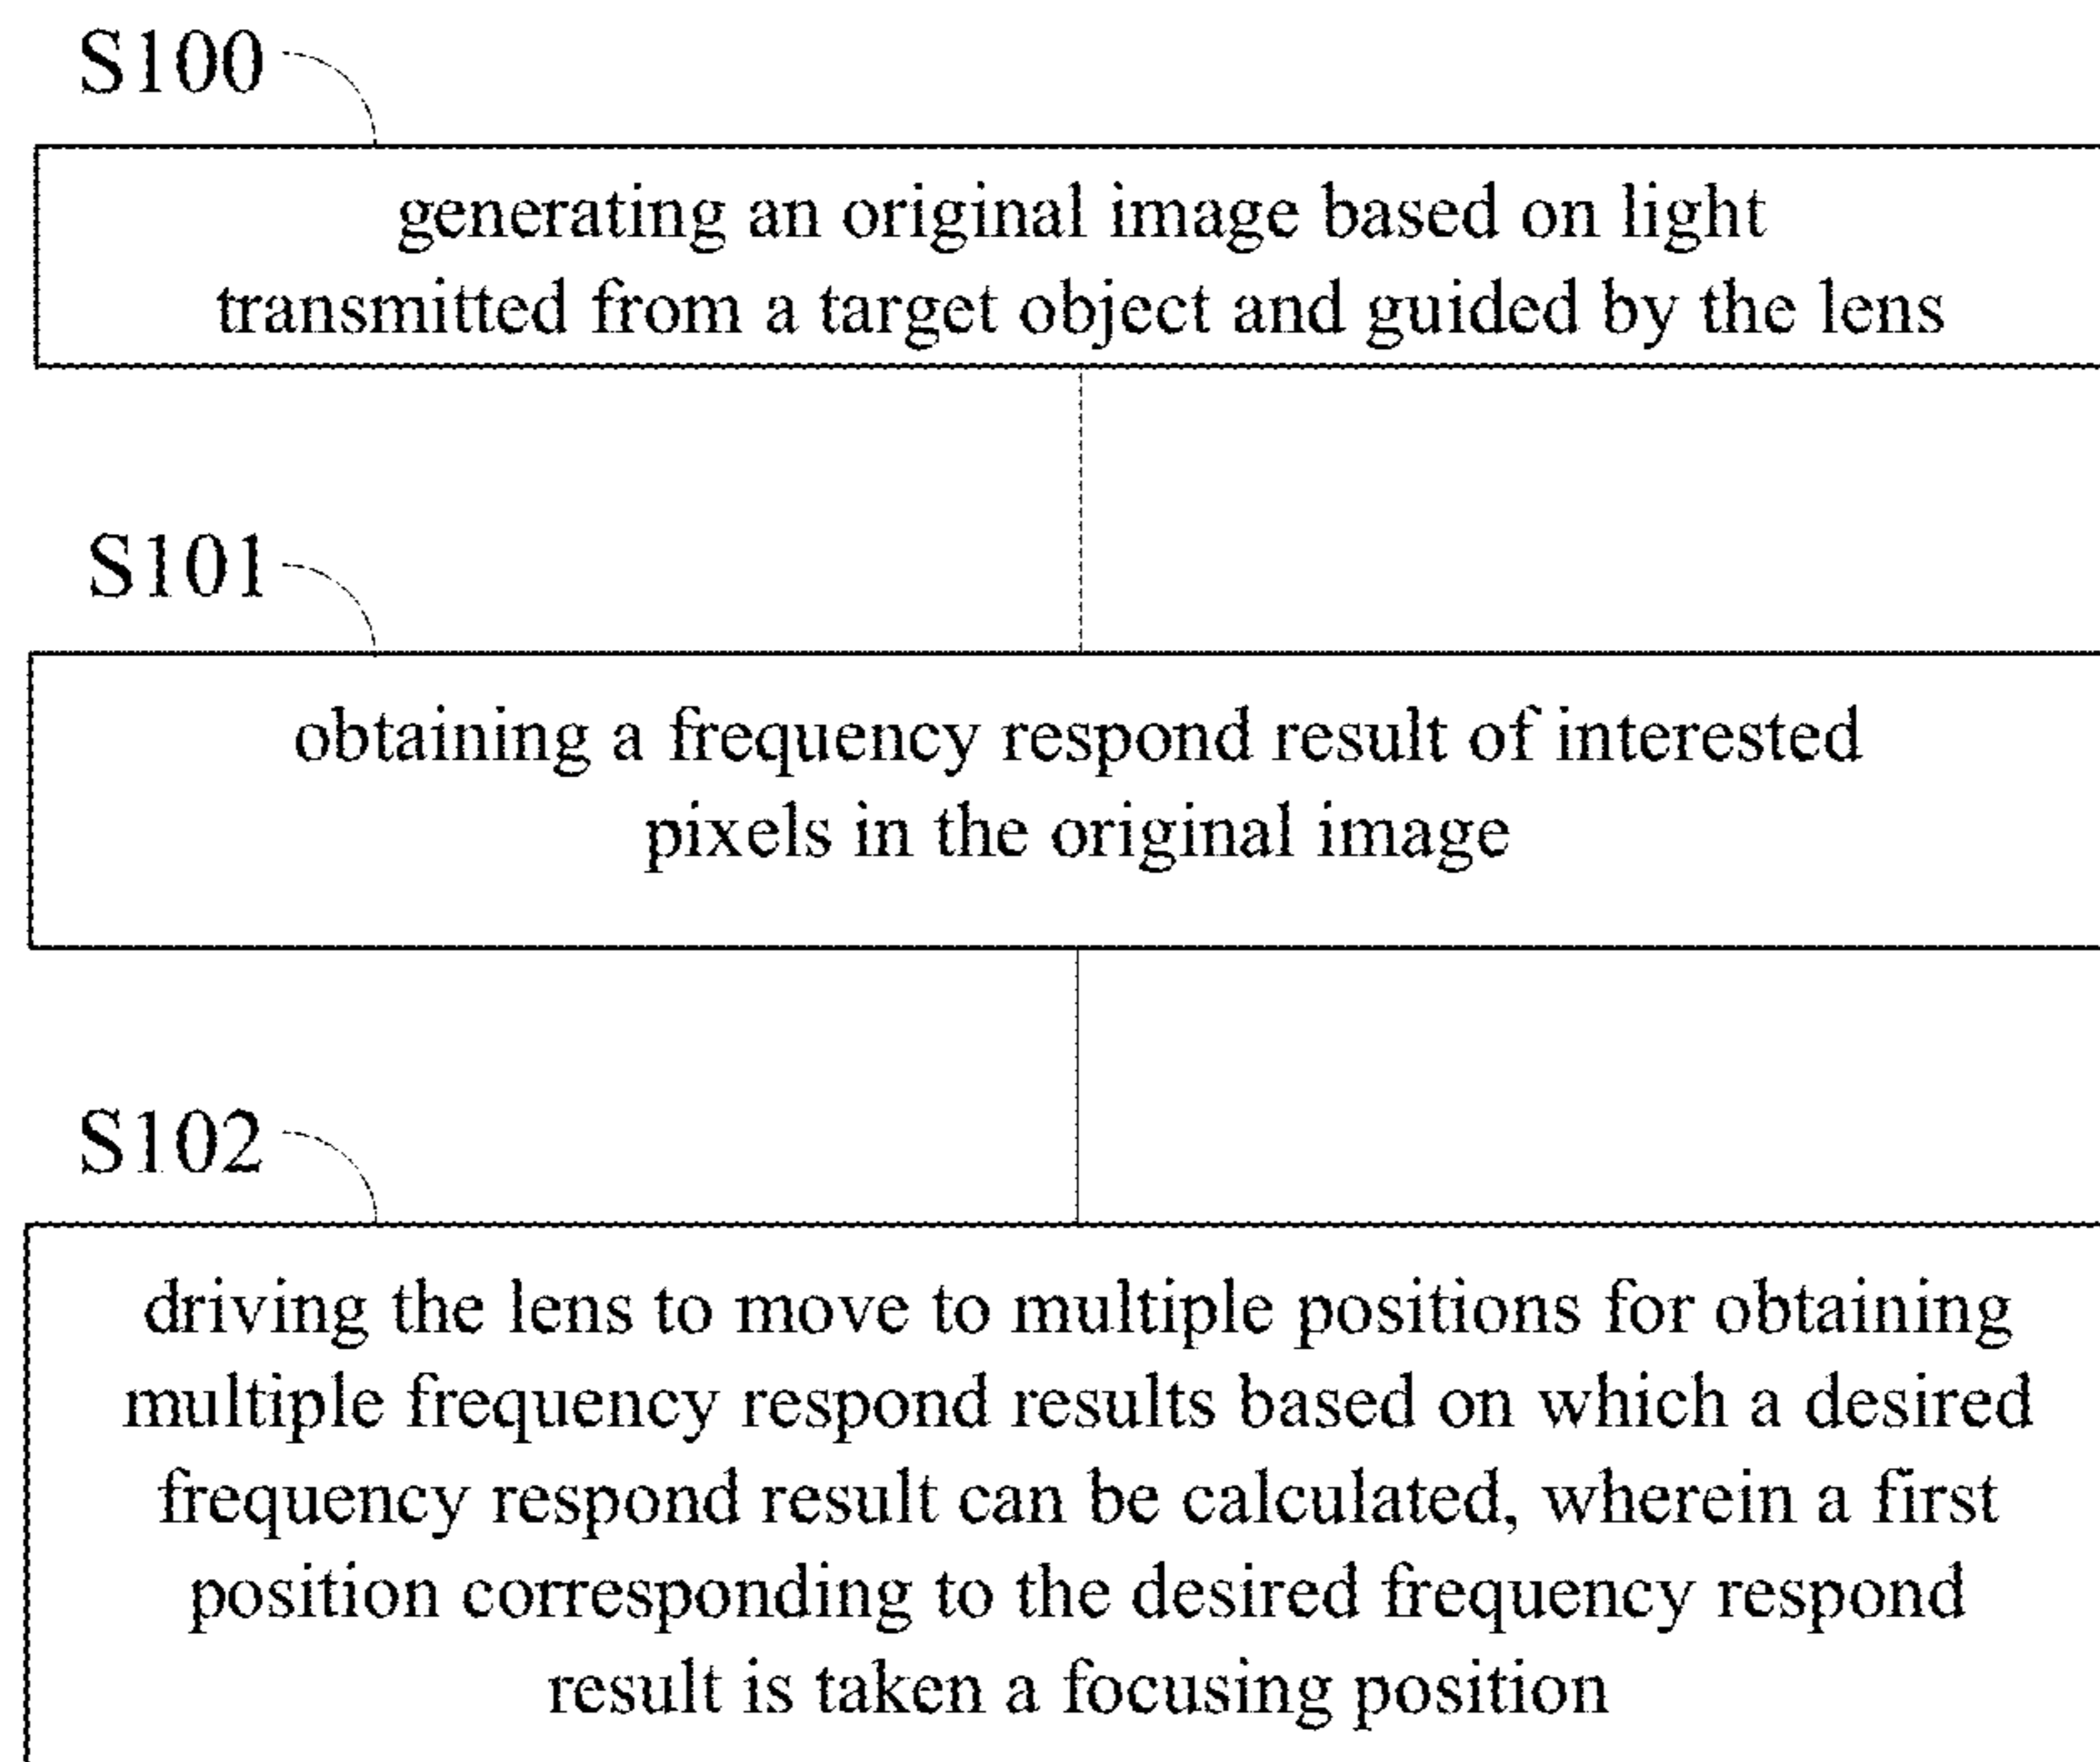 S100
generating an original image based on light
transmitted from a target object and guided by the lens
S101
obtaining a frequency respond result of interested
pixels in the original image
S102
driving the lens to move to multiple positions for obtaining
multiple frequency respond results based on which a desired
frequency respond result can be calculated, wherein a first
position corresponding to the desired frequency respond
result is taken a focusing position